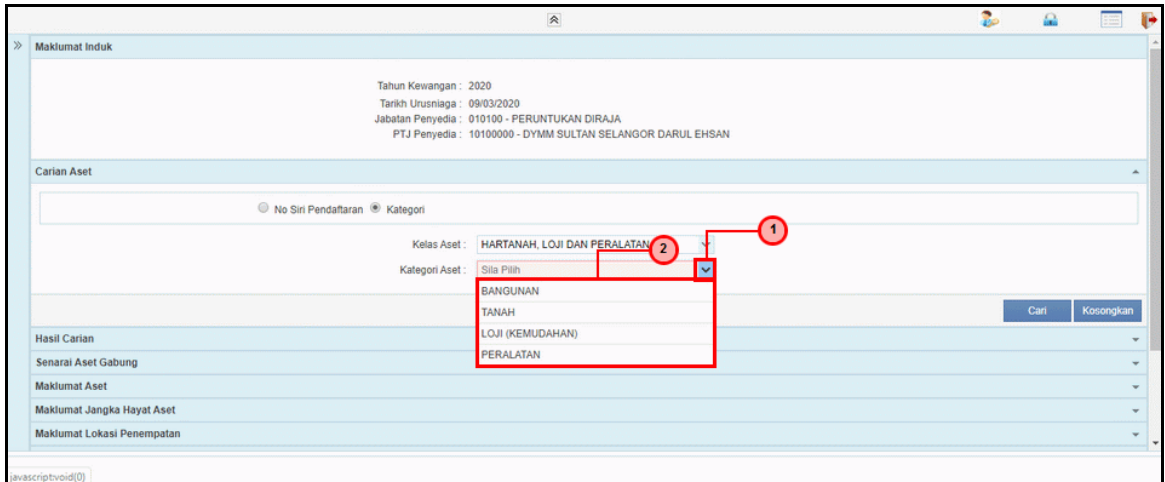 Maklumat Induk
Tahun Kewangan : 2020
Tarikh Urusniaga : 09/03/2020
Jabatan Penyedia : 010100 - PERUNTUKAN DIRAJA
PTJ Penyedia : 10100000 - DYMM SULTAN SELANGOR DARUL EHSAN
Carian Aset
No Siri Pendaftaran Kategori
1
Kelas Aset : HARTANAH, LOJI DAN PERALATAN
2
Kategori Aset : Sila Pilih
BANGUNAN
TANAH
Cari Kosongkan
LOJI (KEMUDAHAN)
Hasil Carian
PERALATAN
Senarai Aset Gabung
Maklumat Aset
Maklumat Jangka Hayat Aset
Maklumat Lokasi Penempatan
javascript:void(0)